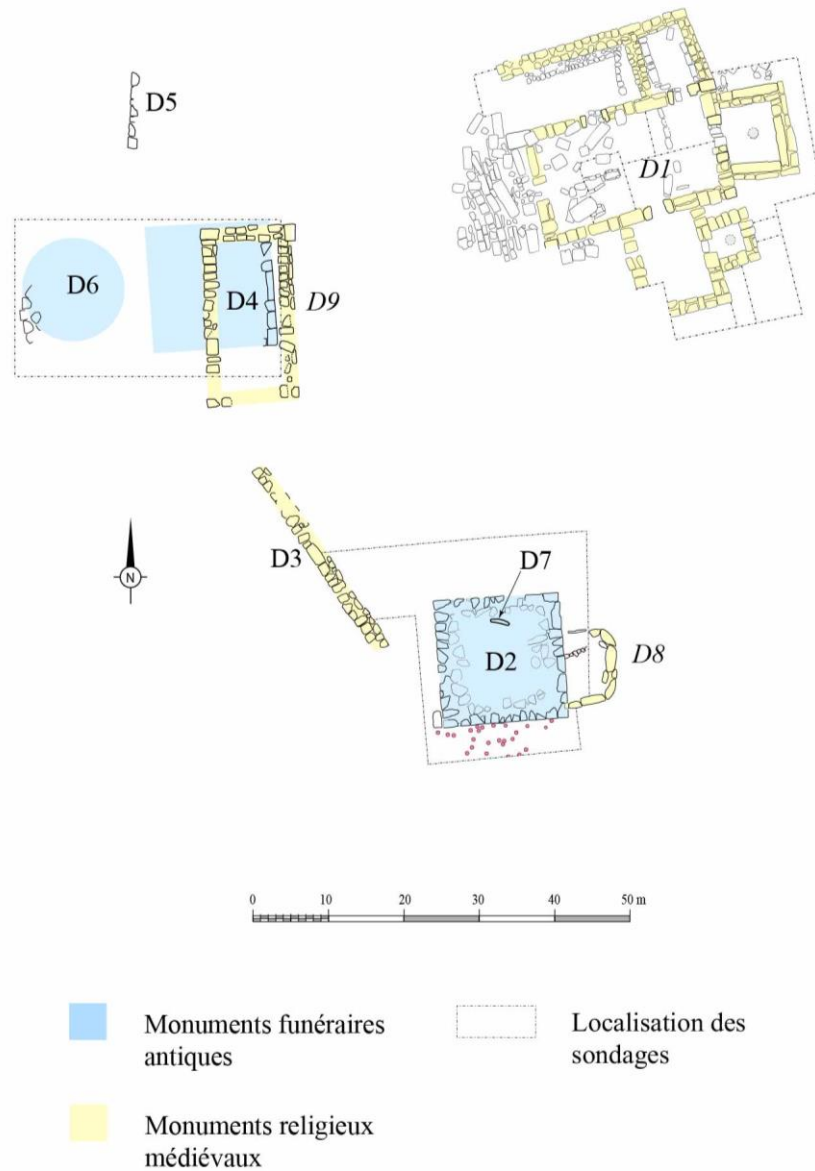 D5
D1
D6
D4
D9
D3
D7
N
D2
D8
0 10 20 30 40 50 m
Monuments funéraires
antiques
Localisation des
sondages
Monuments religieux
médiévaux